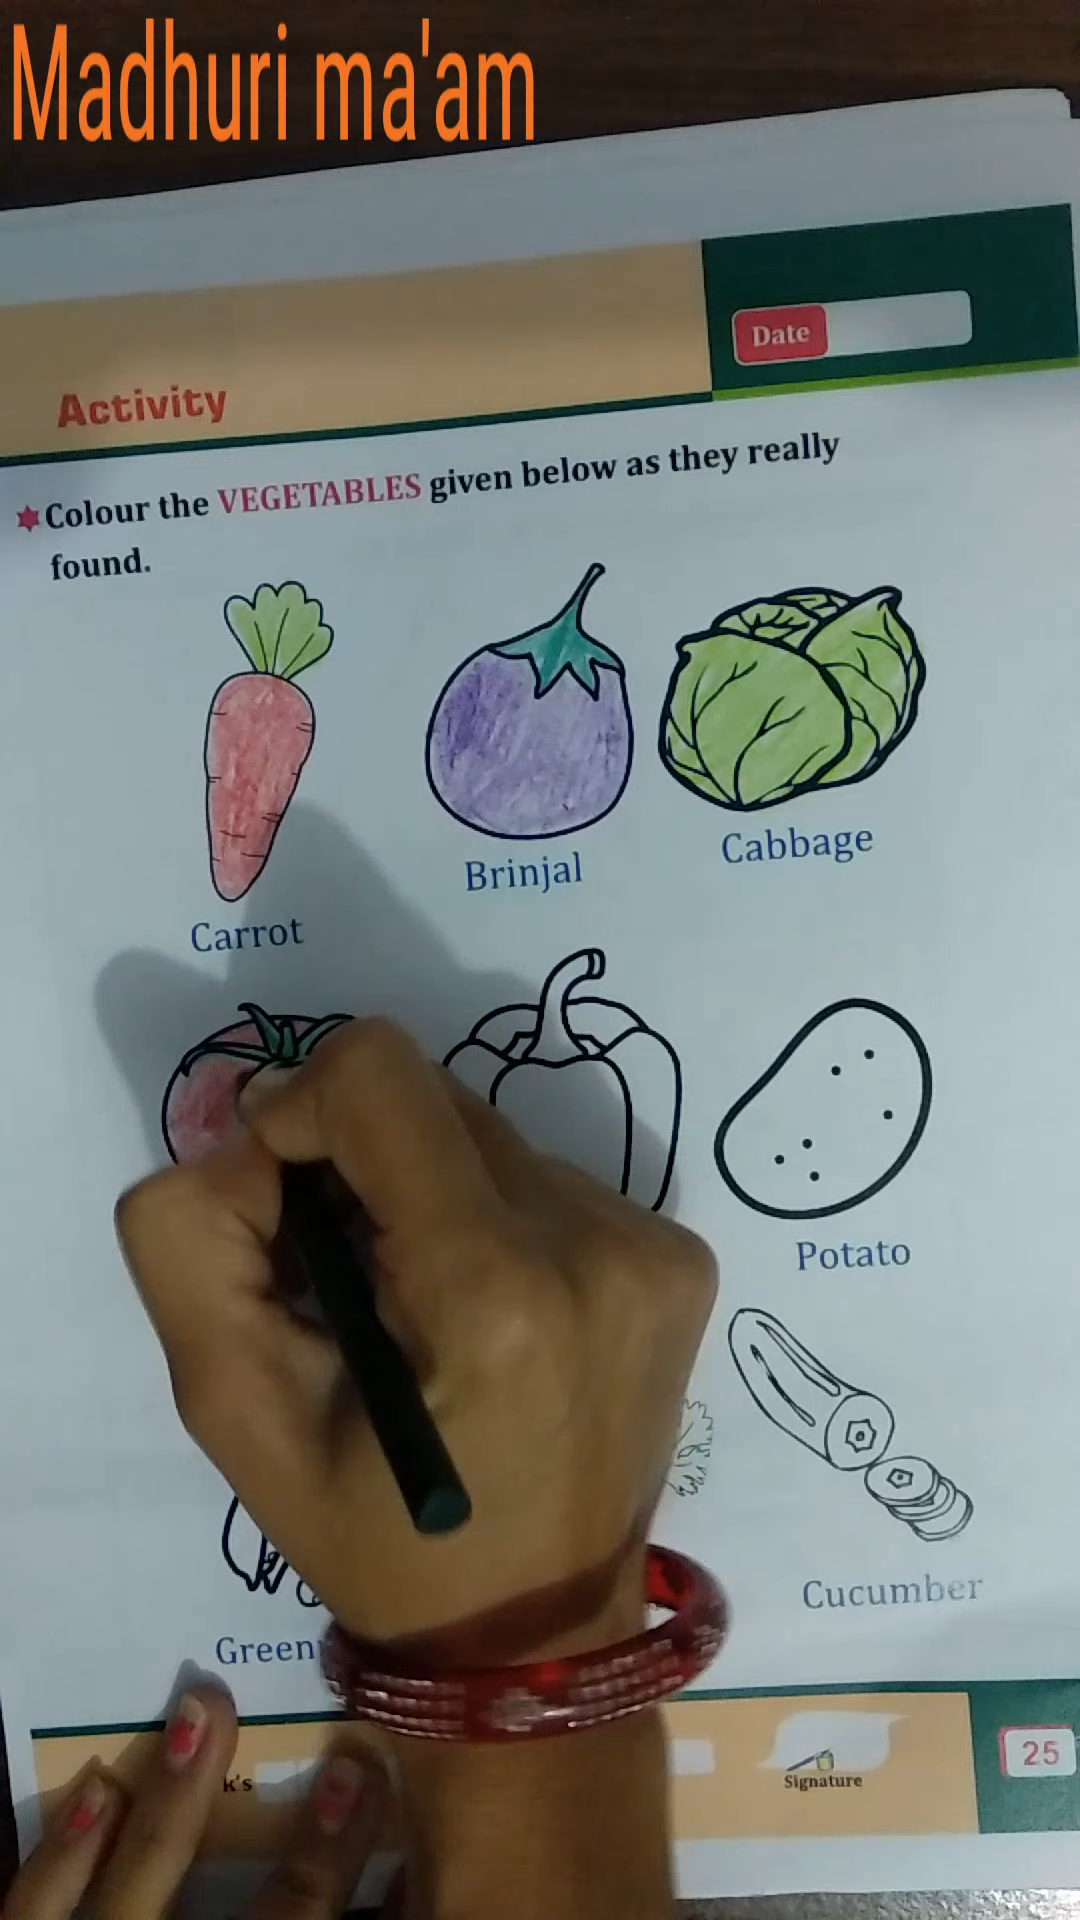 Madhuri ma'am
Date
Activity
Colour the VEGETABLES given below as they really
found.
Carrot
Brinjal
Cabbage
Potato
Cucumber
Green
k's
Signature
25